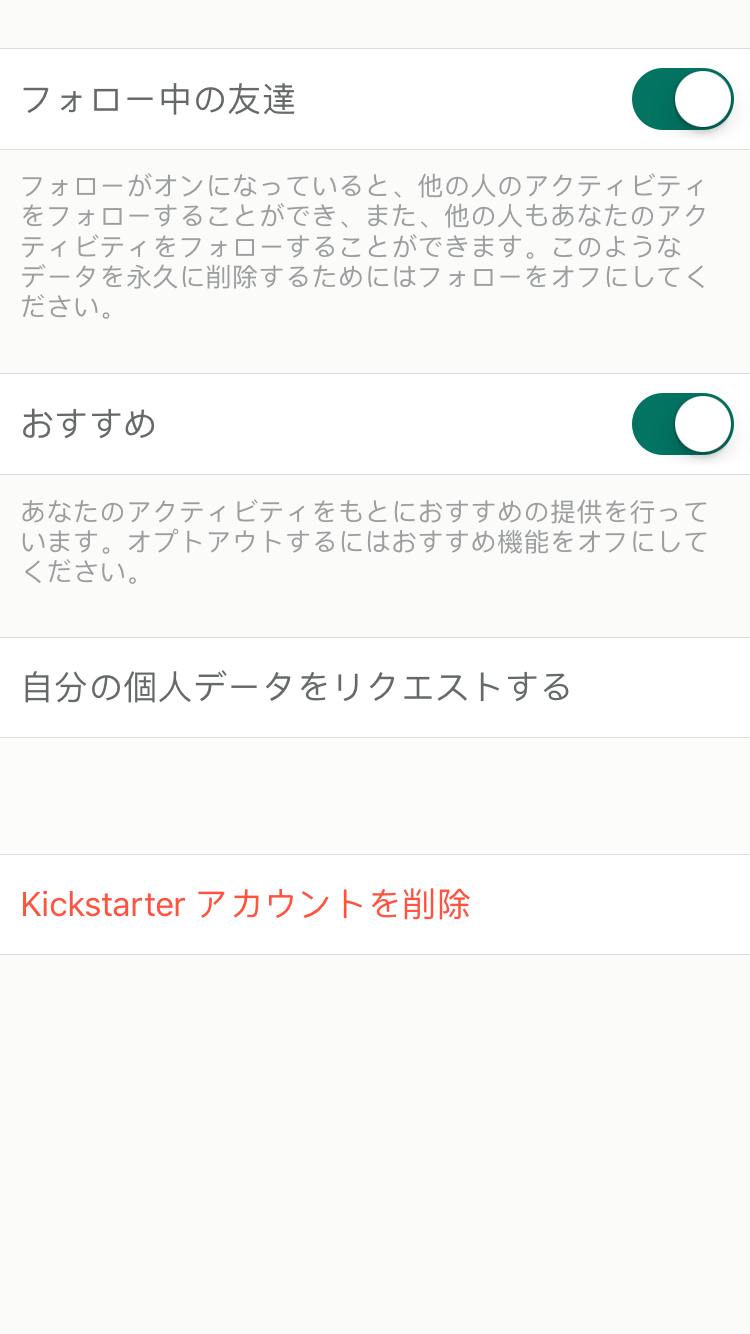 フォロー中の友達
フォローがオンになっていると、他の人のアクティビティ
をフォローすることができ、また、他の人もあなたのアク
ティビティをフォローすることができます。このような
データを永久に削除するためにはフォローをオフにしてく
ださい。
おすすめ
あなたのアクティビティをもとにおすすめの提供を行って
います。オプトアウトするにはおすすめ機能をオフにして
ください。
自分の個人データをリクエストする
Kickstarter アカウントを削除